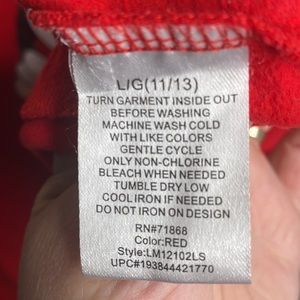 L/G(11/13)
TURN GARMENT INSIDE OUT
BEFORE WASHING
MACHINE WASH COLD
WITH LIKE COLORS
GENTLE CYCLE
ONLY NON-CHLORINE
BLEACH WHEN NEEDED
TUMBLE DRY LOW
COOL IRON IF NEEDED
DO NOT IRON ON DESIGN
RN#71868
Color:RED
Style:LM12102LS
UPC#193844421770